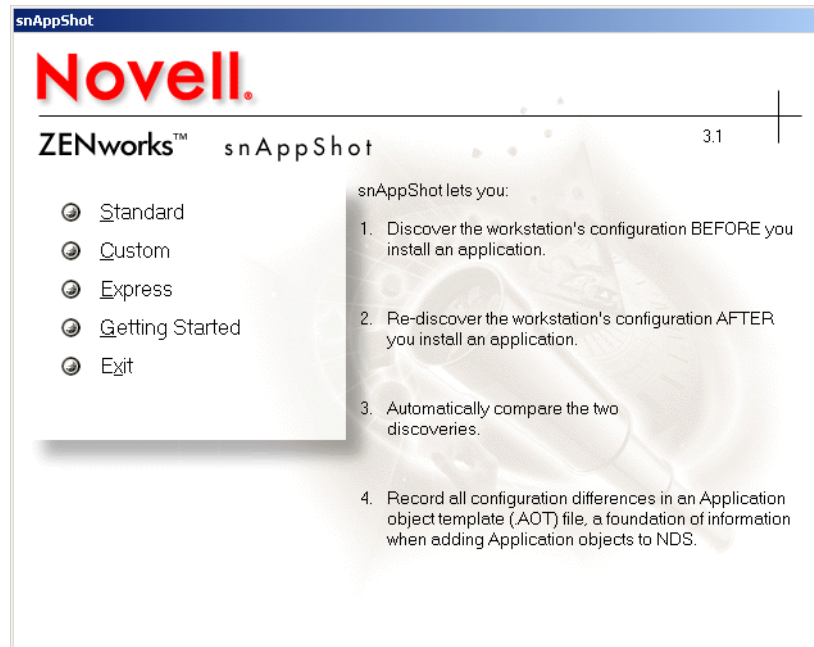 snAppShot
Novell®
ZENworks™ snAppShot 3.1
Standard
Custom
Express
Getting Started
Exit
snAppShot lets you:
1. Discover the workstation's configuration BEFORE you
install an application.
2. Re-discover the workstation's configuration AFTER
you install an application.
3. Automatically compare the two
discoveries.
4. Record all configuration differences in an Application
object template (.AOT) file, a foundation of information
when adding Application objects to NDS.